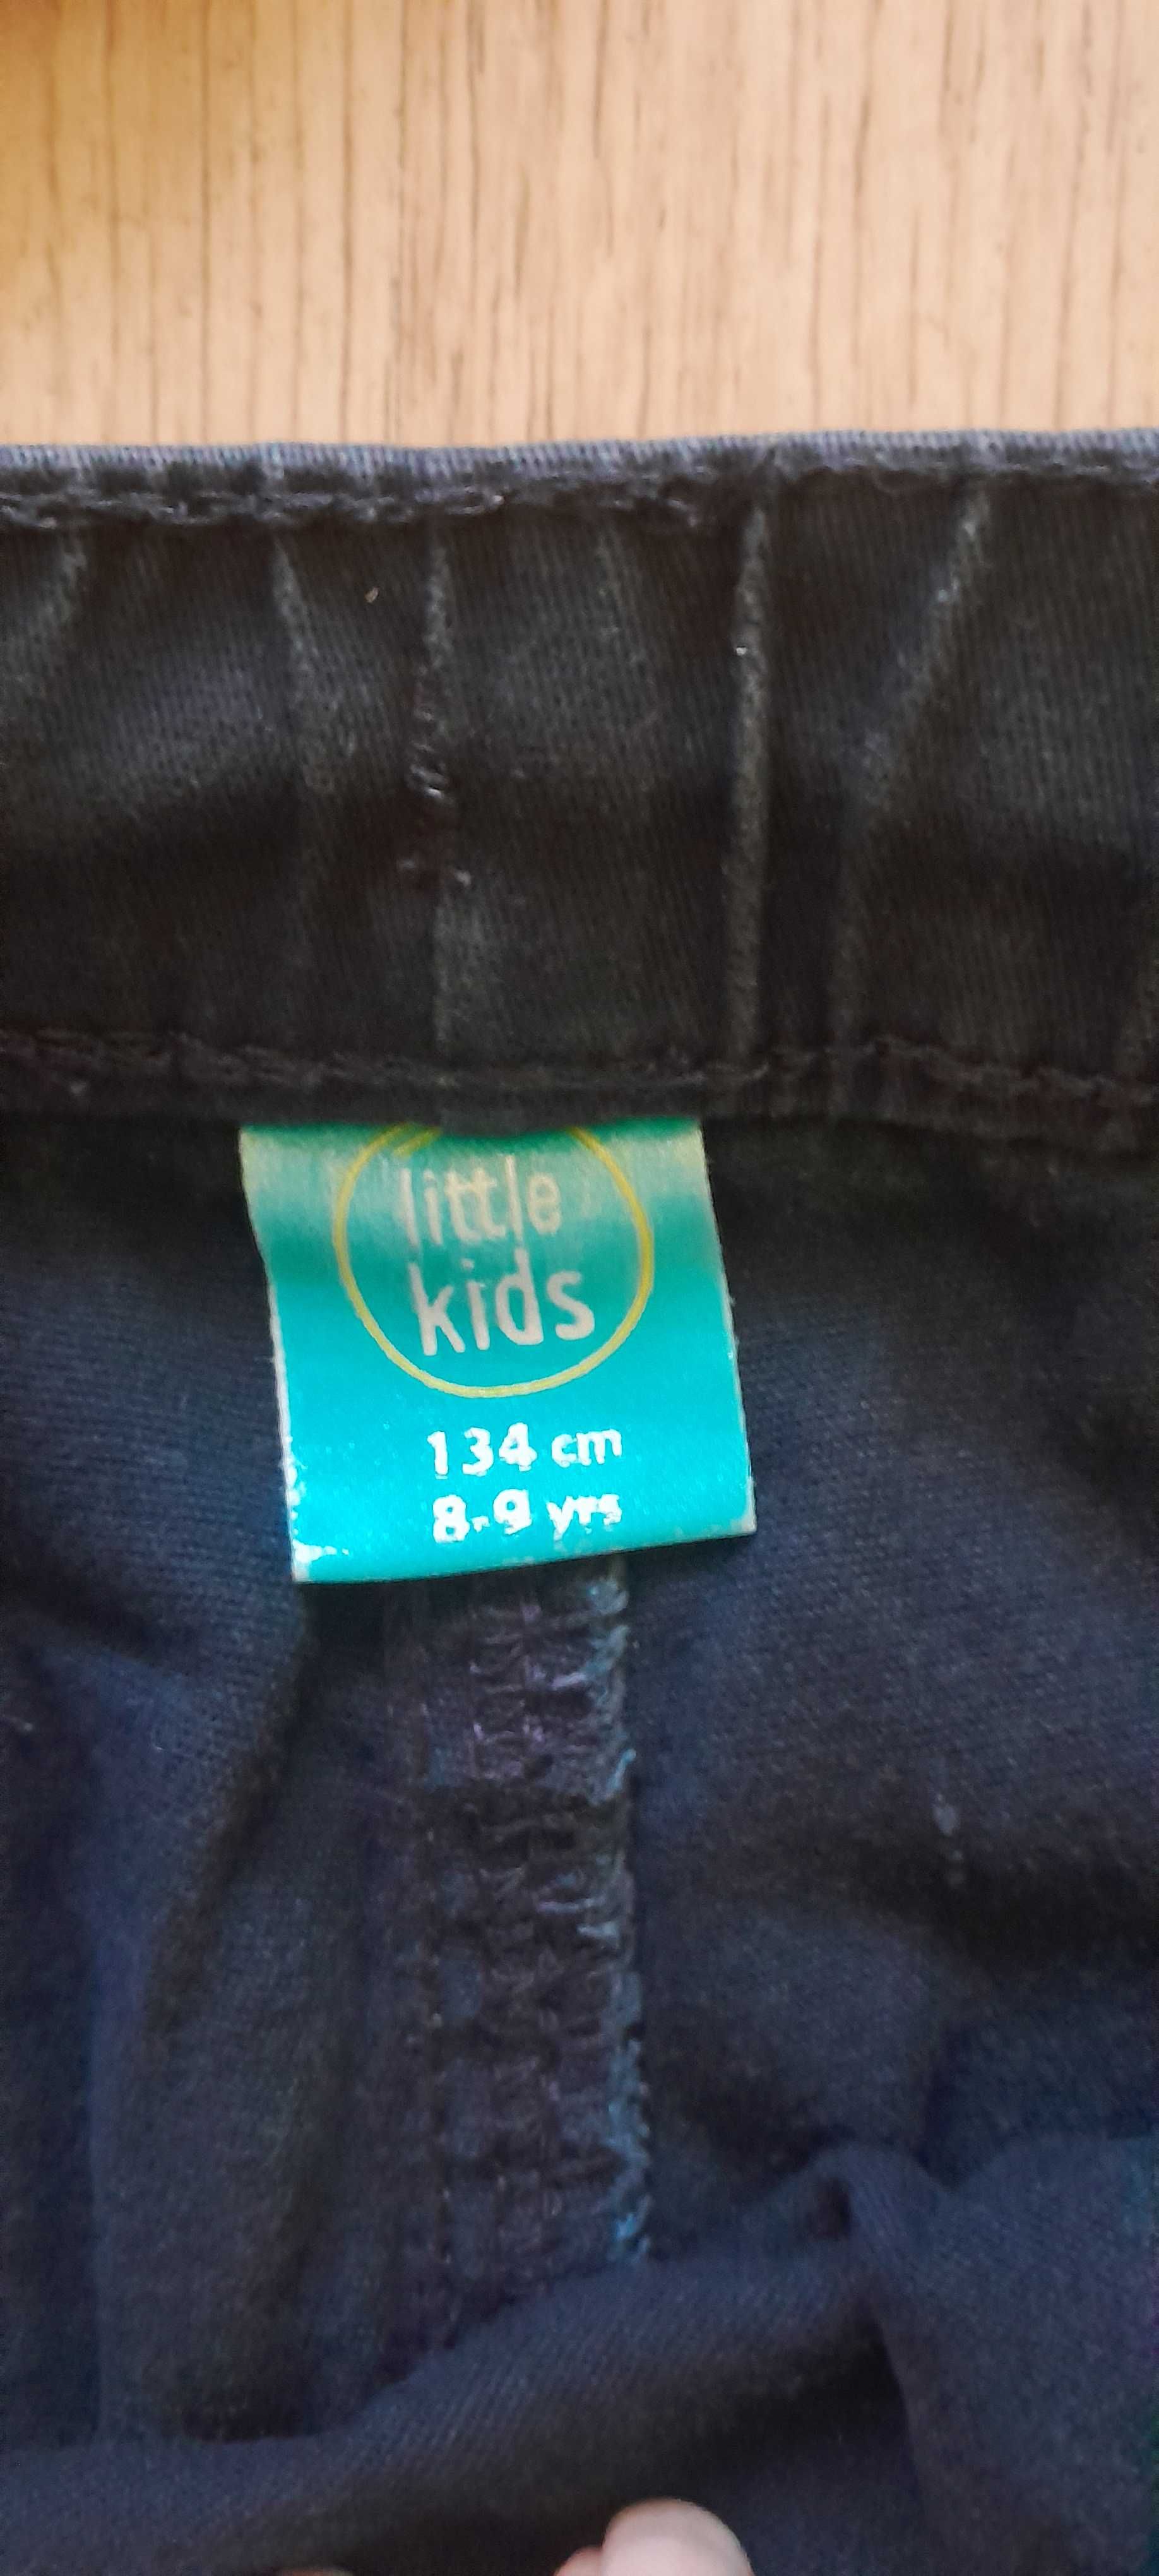 little
kids
134 cm
8-9 yrs